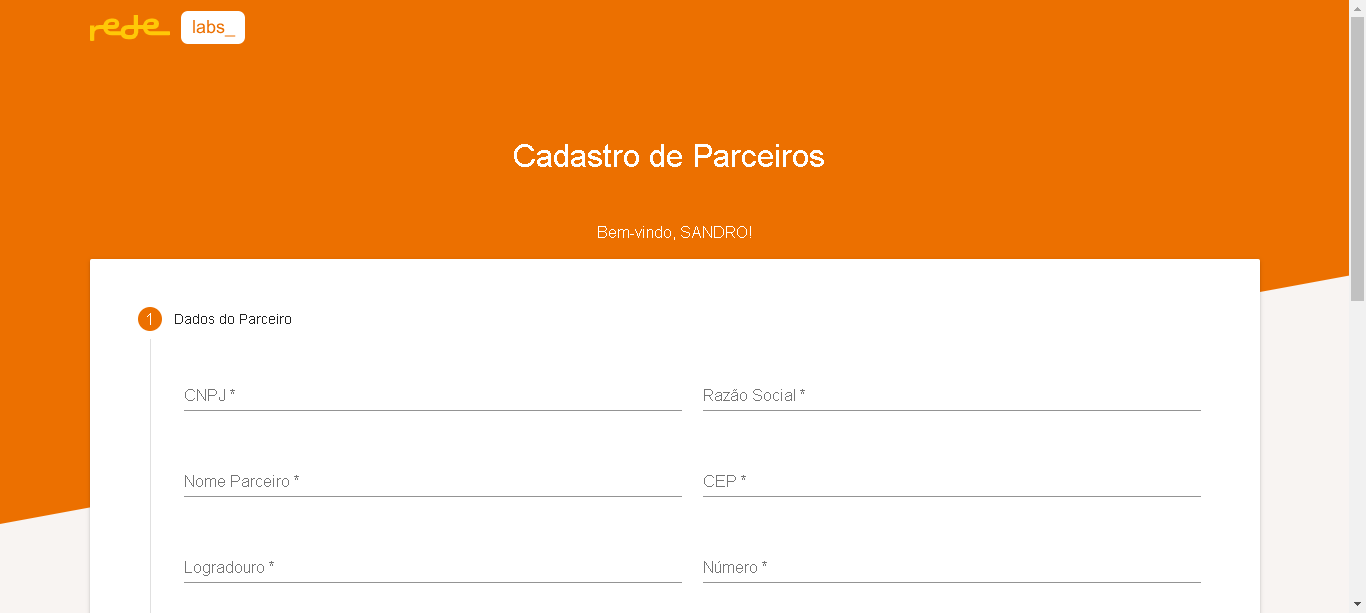 rede labs_
Cadastro de Parceiros
Bem-vindo, SANDRO!
1 Dados do Parceiro
CNPJ * Razão Social *
Nome Parceiro * CEP *
Logradouro * Número *